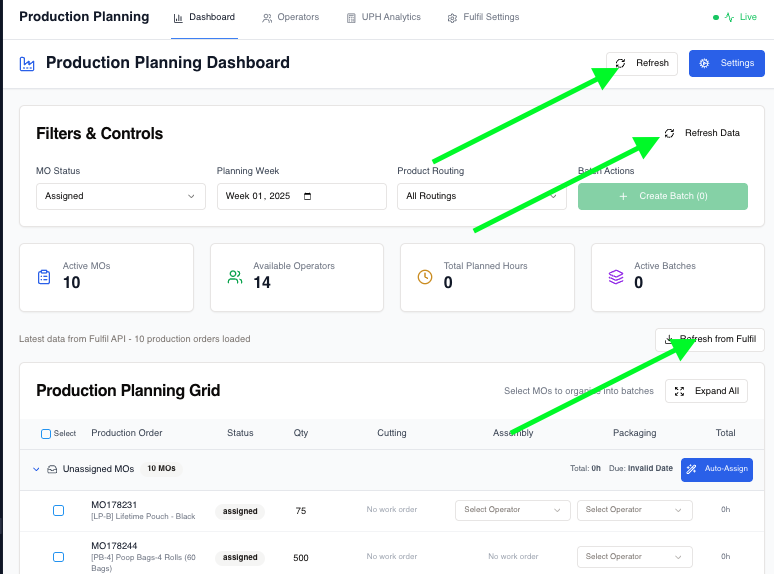 Production Planning
Dashboard
Operators
UPH Analytics
Fulfil Settings
Live
Production Planning Dashboard
Refresh
Settings
Filters & Controls
Refresh Data
MO Status
Planning Week
Product Routing
Batch Actions
Assigned
Week 01, 2025
All Routings
Create Batch (0)
Active MOs
10
Available Operators
14
Total Planned Hours
0
Active Batches
0
Latest data from Fulfil API - 10 production orders loaded
Refresh from Fulfil
Production Planning Grid
Select MOs to organize into batches
Expand All
Select
Production Order
Status
Qty
Cutting
Assembly
Packaging
Total
Unassigned MOs
10 MOs
Total: 0h
Due: Invalid Date
Auto-Assign
MO178231
[LP-B] Lifetime Pouch - Black
assigned
75
No work order
Select Operator
Select Operator
0h
MO178244
[PB-4] Poop Bags-4 Rolls (60
Bags)
assigned
500
No work order
No work order
Select Operator
0h